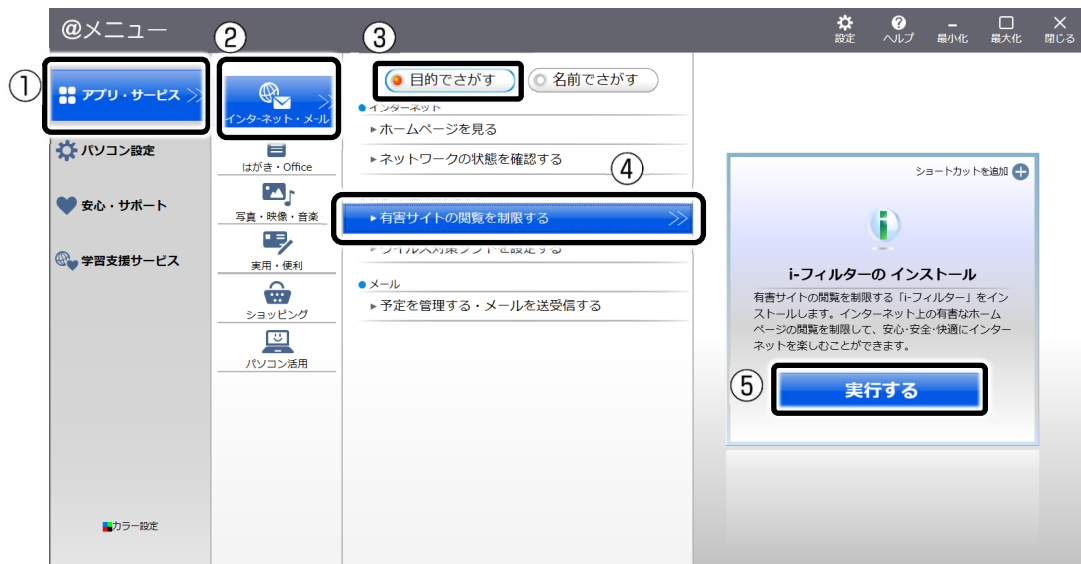 @メニュー
設定
ヘルプ
最小化
最大化
閉じる
①
アプリ・サービス
パソコン設定
安心・サポート
学習支援サービス
カラー設定
②
インターネット・メール
はがき・Office
写真・映像・音楽
実用・便利
ショッピング
パソコン活用
③
目的でさがす
名前でさがす
インターネット
ホームページを見る
ネットワークの状態を確認する
④
有害サイトの閲覧を制限する
ウイルス対策ソフトを設定する
メール
予定を管理する・メールを送受信する
ショートカットを追加
i-フィルターの インストール
有害サイトの閲覧を制限する「i-フィルター」をイン
ストールします。インターネット上の有害なホーム
ページの閲覧を制限して、安心･安全･快適にインター
ネットを楽しむことができます。
⑤
実行する